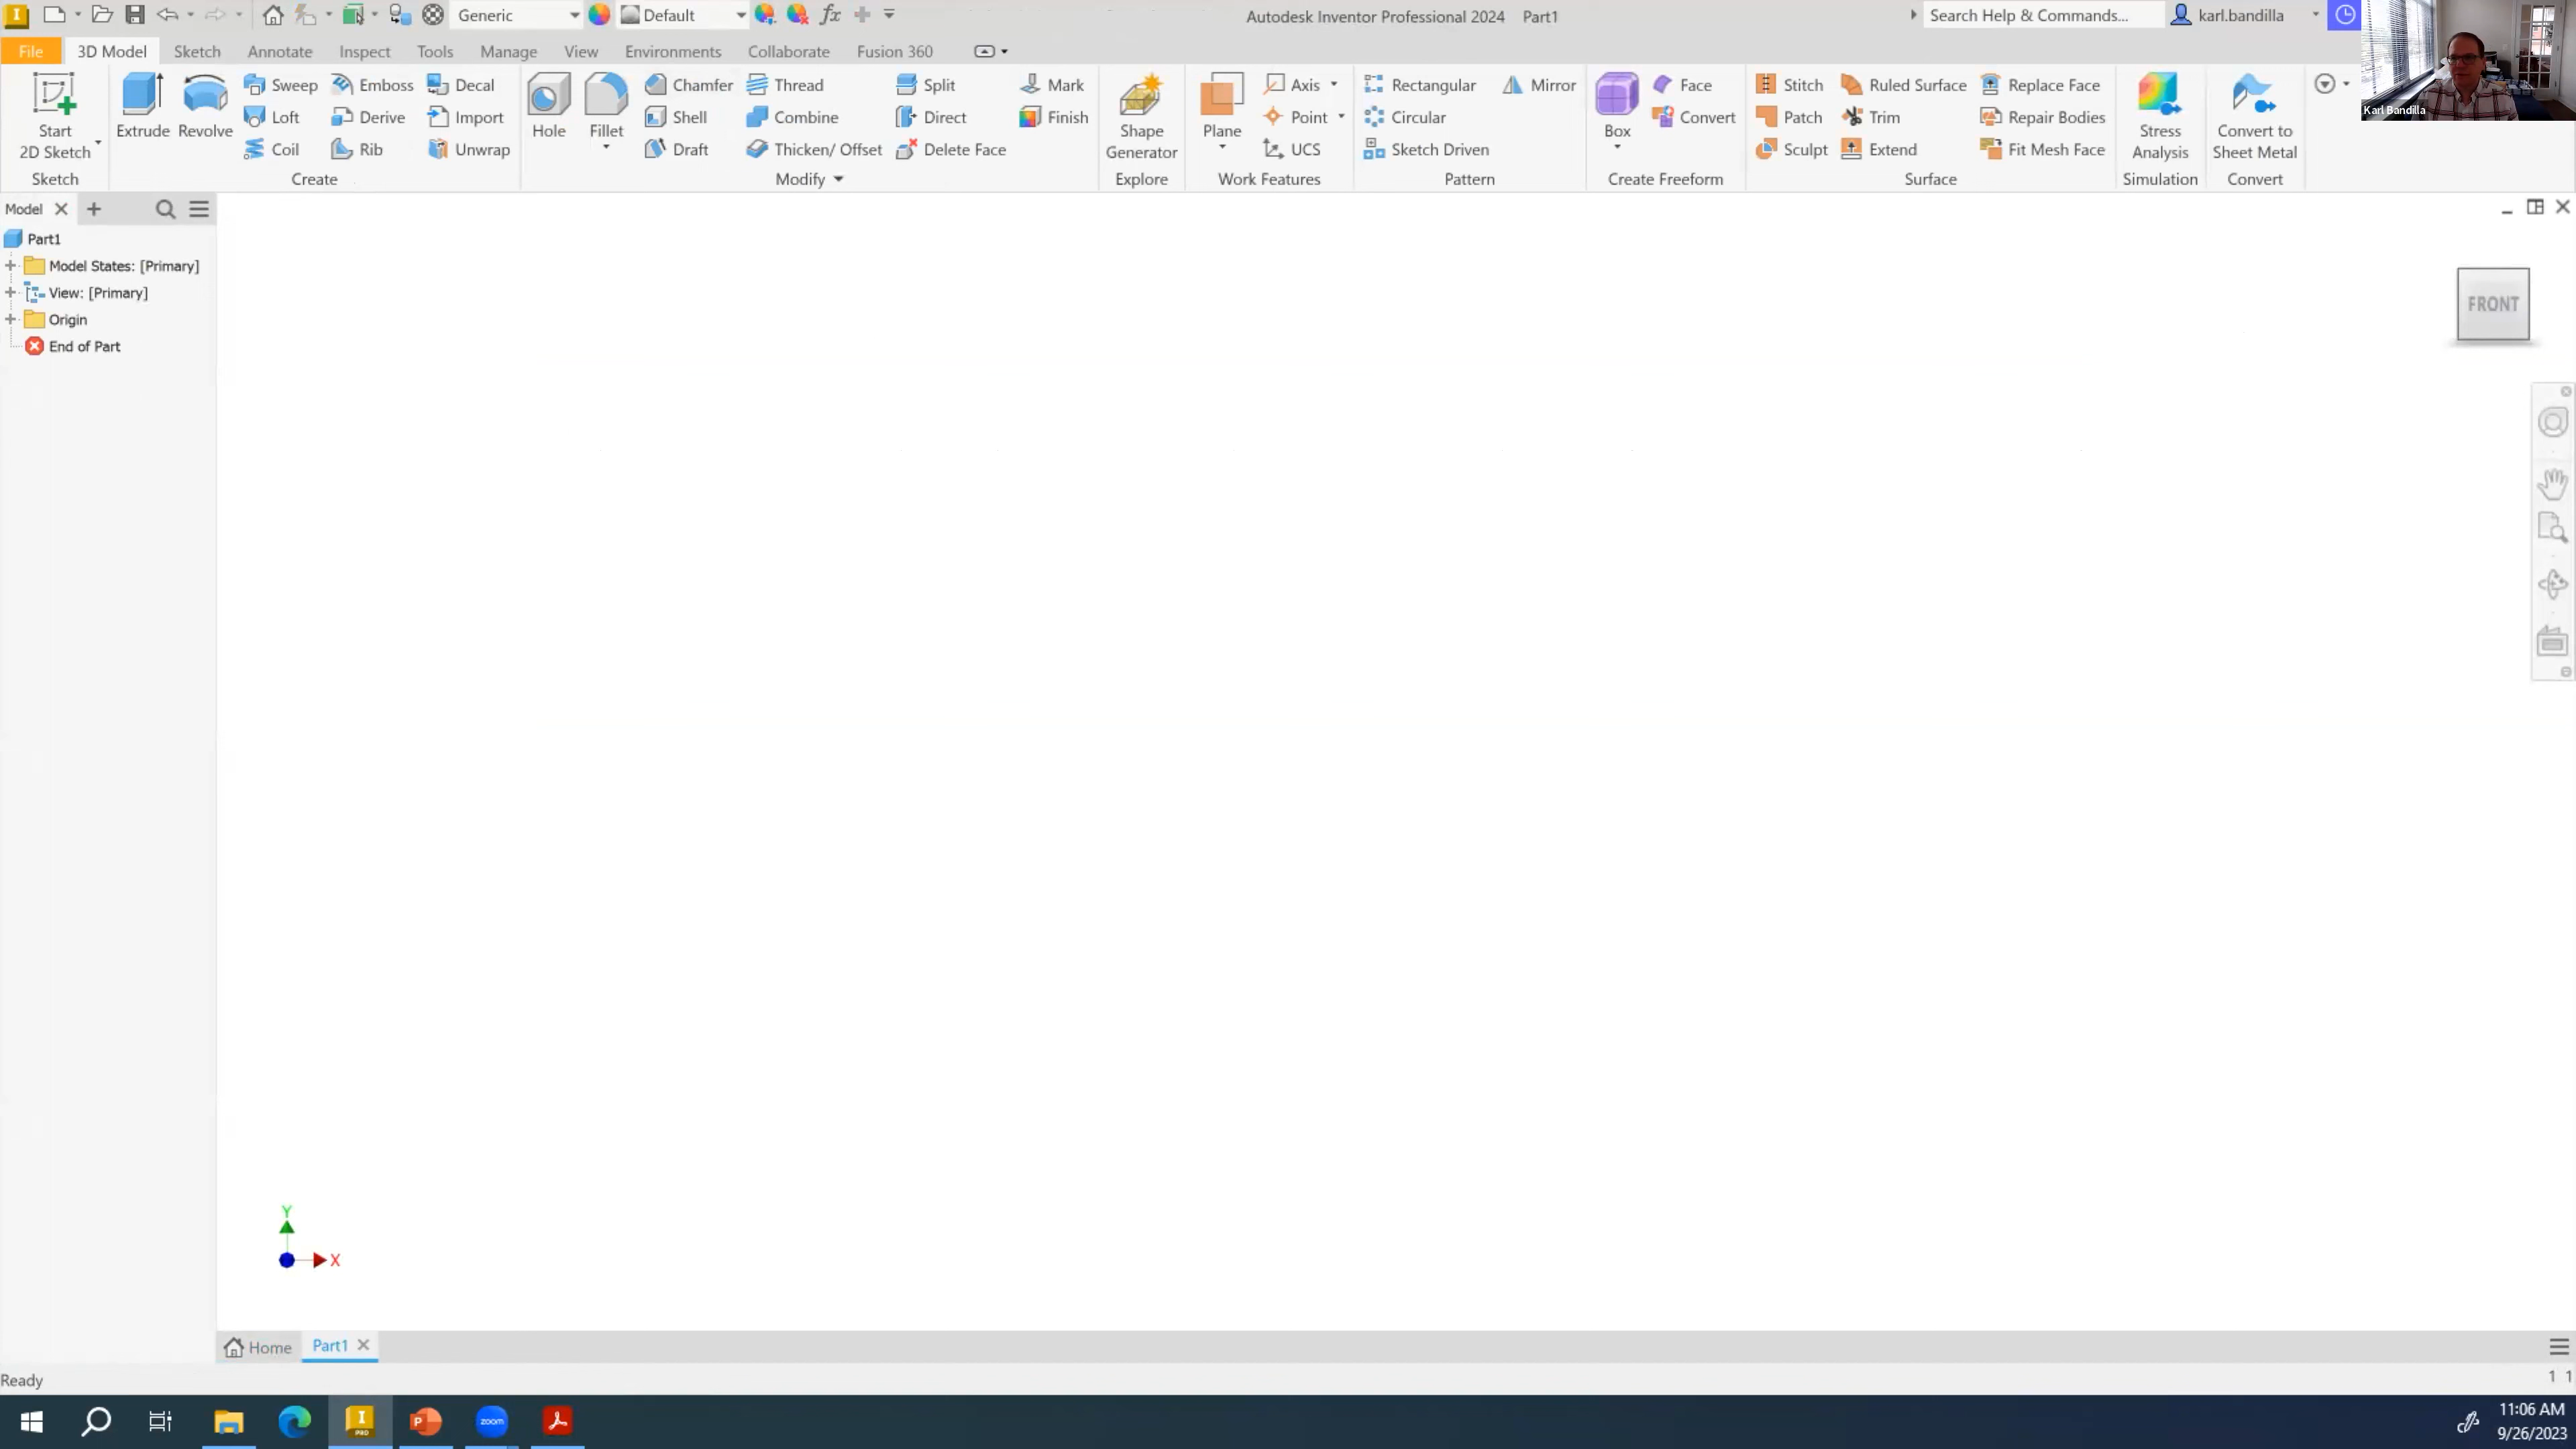 Generic Default fx Autodesk Inventor Professional 2024 Part1 Search Help & Commands... karl.bandilla
File 3D Model Sketch Annotate Inspect Tools Manage View Environments Collaborate Fusion 360
Sweep Emboss Decal Chamfer Thread Split Mark Axis Rectangular Mirror Face Stitch Ruled Surface Replace Face
Karl Bandilla
Loft Derive Import Shell Combine Direct Finish Point Circular Convert Patch Trim Repair Bodies
Start Extrude Revolve Hole Fillet Shape Plane Box Stress Convert to
2D Sketch Coil Rib Unwrap Draft Thicken/ Offset Delete Face Generator UCS Sketch Driven Sculpt Extend Fit Mesh Face Analysis Sheet Metal
Sketch Create Modify Explore Work Features Pattern Create Freeform Surface Simulation Convert
Model
Part1
Model States: [Primary]
View: [Primary]
Origin
End of Part
FRONT
Y
X
Home Part1
Ready 1 1
I PRO P zoom
11:06 AM
9/26/2023